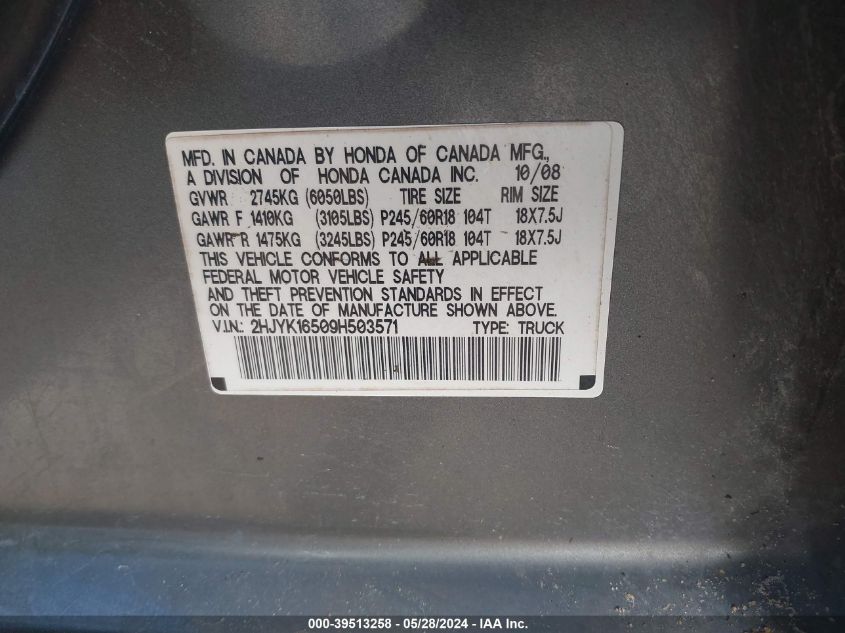 MFD. IN CANADA BY HONDA OF CANADA MFG.,
A DIVISION OF HONDA CANADA INC. 10/08
GVWR 2745KG (6050LBS) TIRE SIZE RIM SIZE
GAWR F 1410KG (3105LBS) P245/60R18 104T 18X7.5J
GAWR R 1475KG (3245LBS) P245/60R18 104T 18X7.5J
THIS VEHICLE CONFORMS TO ALL APPLICABLE
FEDERAL MOTOR VEHICLE SAFETY
AND THEFT PREVENTION STANDARDS IN EFFECT
ON THE DATE OF MANUFACTURE SHOWN ABOVE.
V.I.N.: 2HJYK16509H503571 TYPE: TRUCK
000-39513258 - 05/28/2024 - IAA Inc.